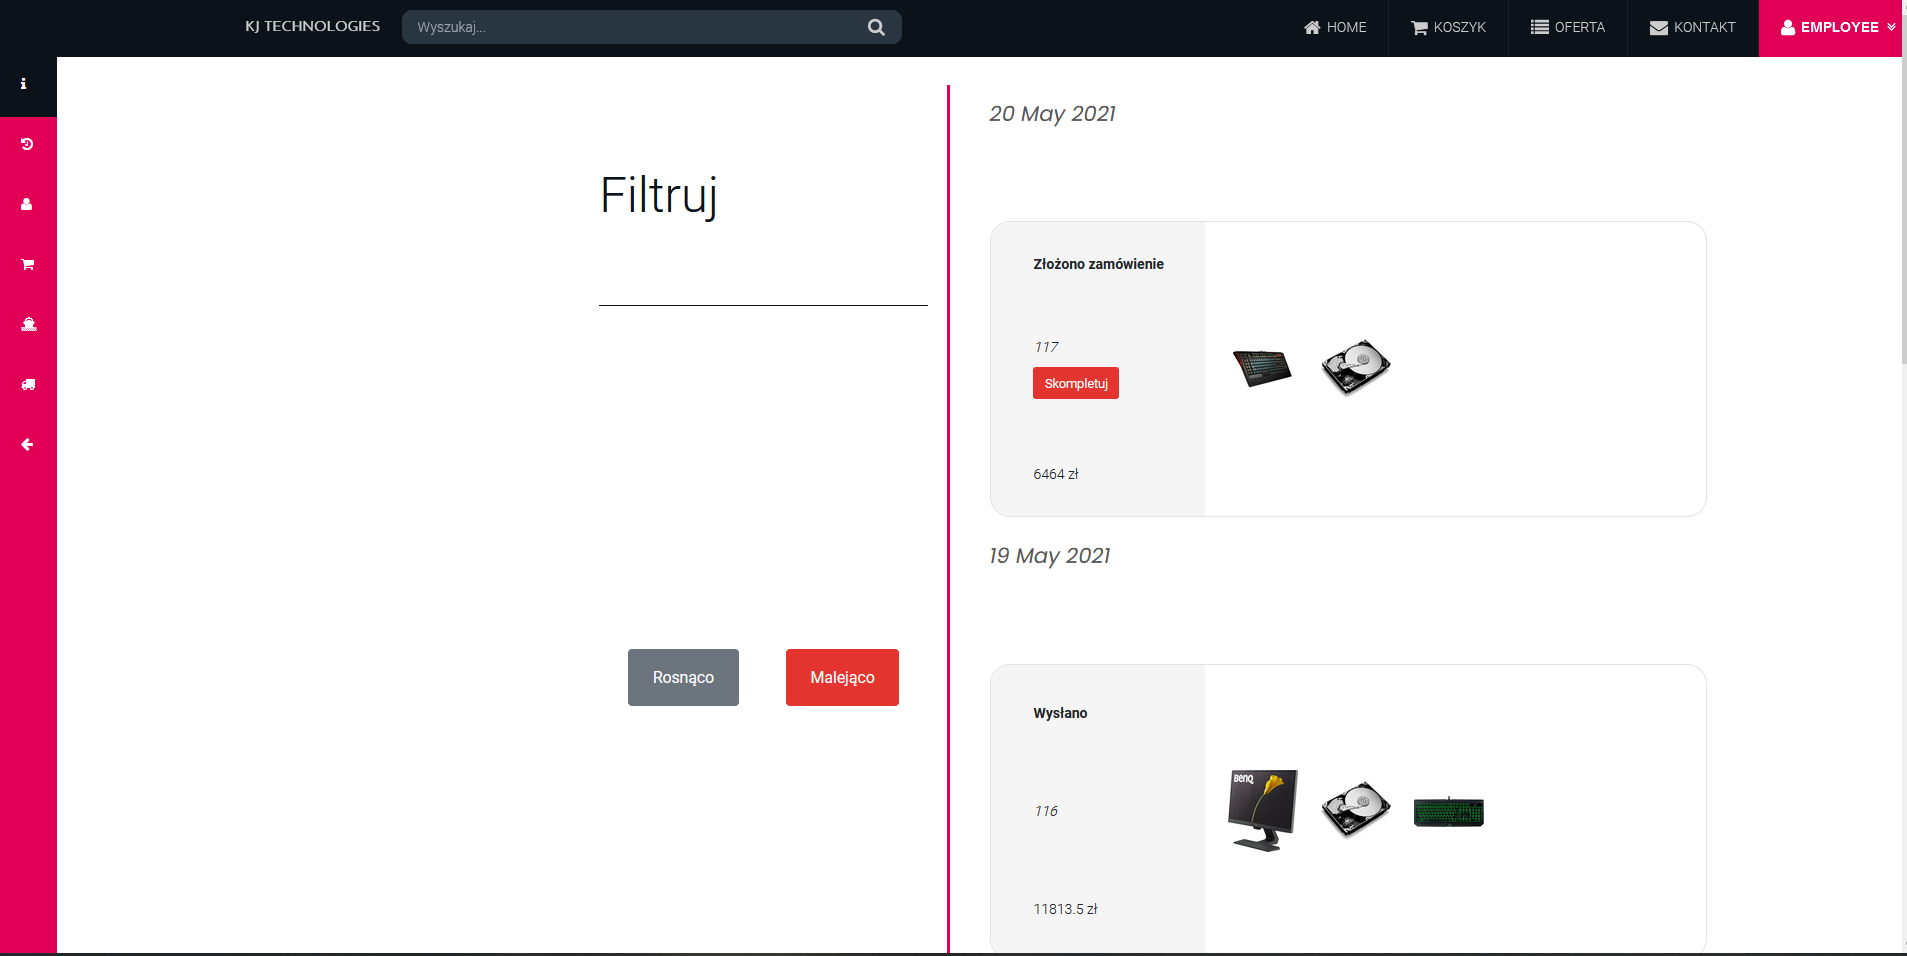 KJ TECHNOLOGIES
Wyszukaj...
HOME
KOSZYK
OFERTA
KONTAKT
EMPLOYEE
Filtruj
Rosnąco
Malejąco
20 May 2021
Złożono zamówienie
117
Skompletuj
6464 zł
19 May 2021
Wysłano
116
11813.5 zł
BenQ